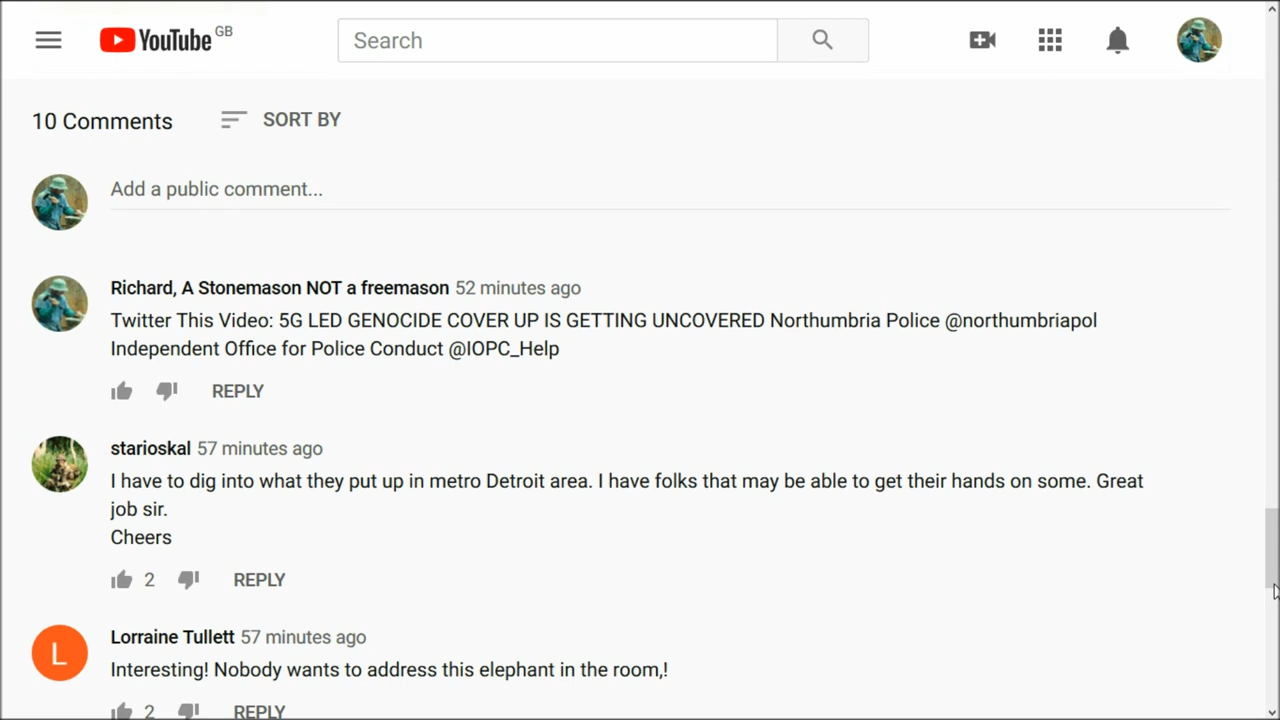 YouTube GB
Search
10 Comments
SORT BY
Add a public comment...
Richard, A Stonemason NOT a freemason 52 minutes ago
Twitter This Video: 5G LED GENOCIDE COVER UP IS GETTING UNCOVERED Northumbria Police @northumbriapol
Independent Office for Police Conduct @IOPC_Help
REPLY
starioskal 57 minutes ago
I have to dig into what they put up in metro Detroit area. I have folks that may be able to get their hands on some. Great
job sir.
Cheers
2 REPLY
L
Lorraine Tullett 57 minutes ago
Interesting! Nobody wants to address this elephant in the room,!
2 REPLY